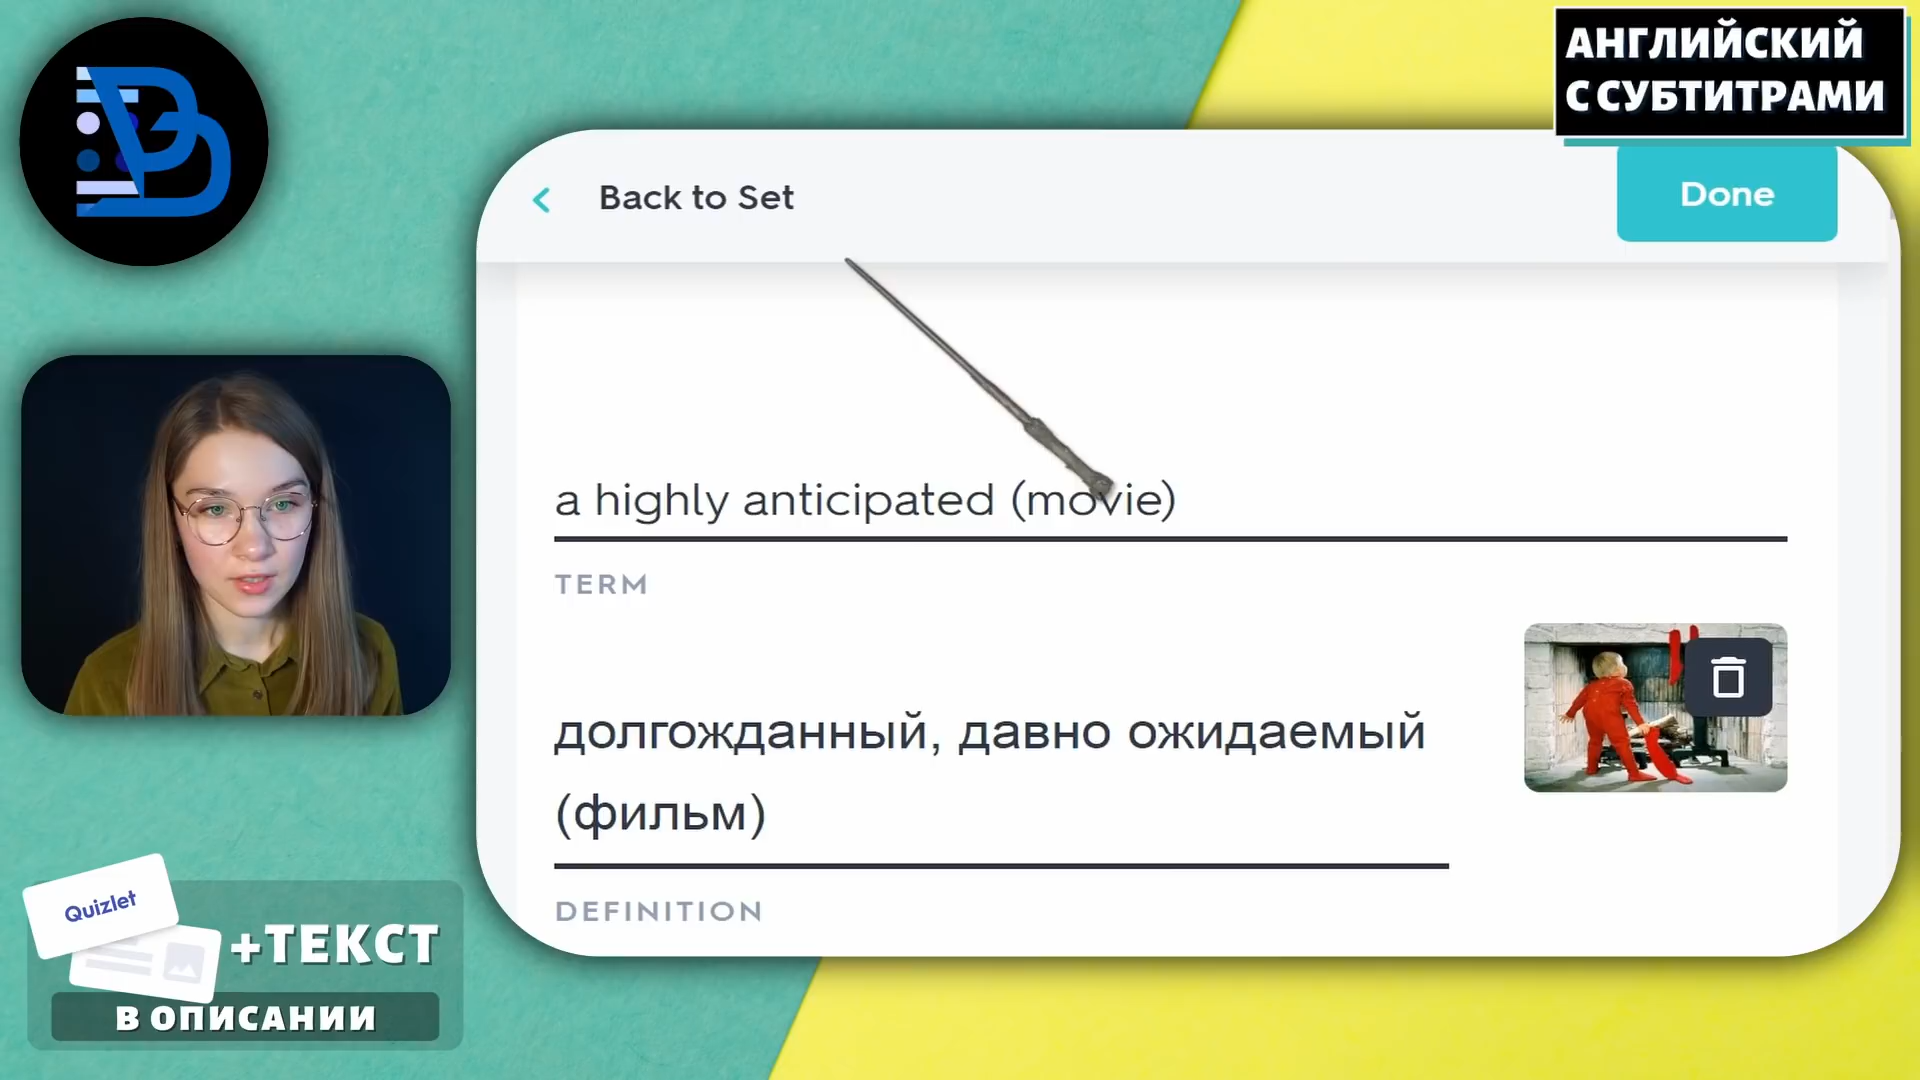 АНГЛИЙСКИЙ
С СУБТИТРАМИ
Back to Set
Done
a highly anticipated (movie)
TERM
долгожданный, давно ожидаемый
(фильм)
DEFINITION
Quizlet
+ТЕКСТ
В ОПИСАНИИ